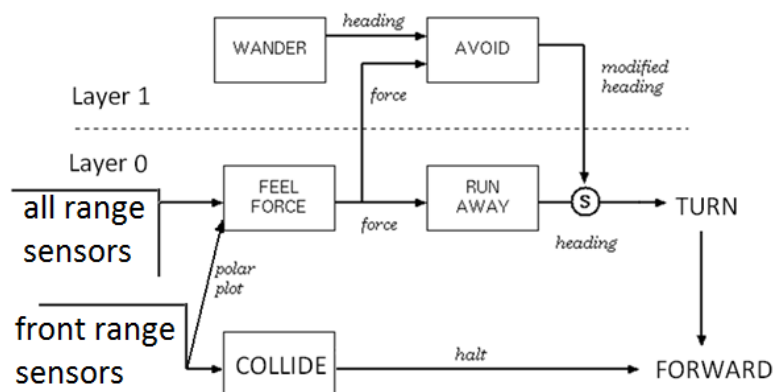 heading
WANDER
AVOID
modified
heading
Layer 1
force
Layer 0
FEEL
FORCE
RUN
AWAY
S
TURN
all range
sensors
force
heading
polar
plot
front range
sensors
COLLIDE
halt
FORWARD